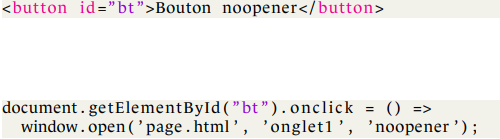 <button id="bt">Bouton noopener</button>
document.getElementById("bt").onclick = () =>
window.open('page.html', 'onglet1', 'noopener');